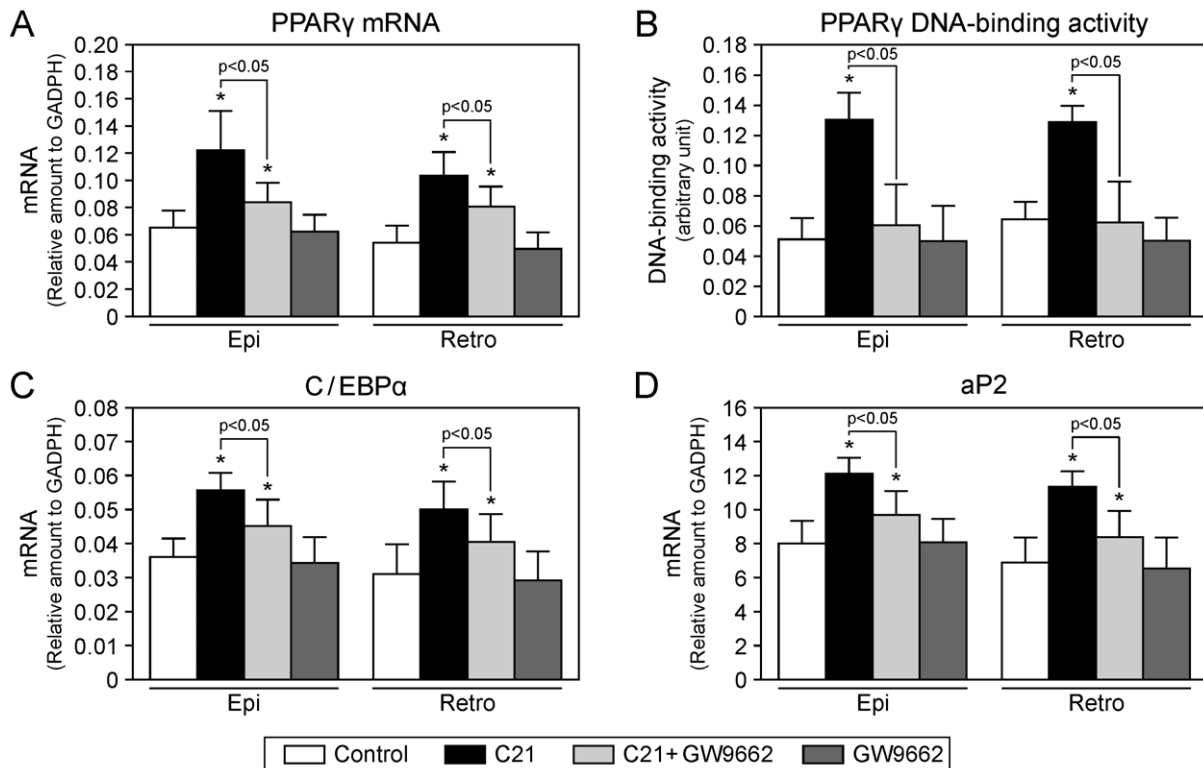 A
PPARγ mRNA
mRNA
(Relative amount to GADPH)
0.20
0.18
0.16
0.14
0.12
0.10
0.08
0.06
0.04
0.02
0
p<0.05
*
*
p<0.05
*
*
Epi
Retro
B
PPARγ DNA-binding activity
DNA-binding activity
(arbitrary unit)
0.18
0.16
0.14
0.12
0.10
0.08
0.06
0.04
0.02
0
p<0.05
*
p<0.05
*
Epi
Retro
C
C/EBPα
mRNA
(Relative amount to GADPH)
0.08
0.07
0.06
0.05
0.04
0.03
0.02
0.01
0
p<0.05
*
*
p<0.05
*
*
Epi
Retro
D
aP2
mRNA
(Relative amount to GADPH)
16
14
12
10
8
6
4
2
0
p<0.05
*
*
p<0.05
*
*
Epi
Retro
Control
C21
C21+GW9662
GW9662